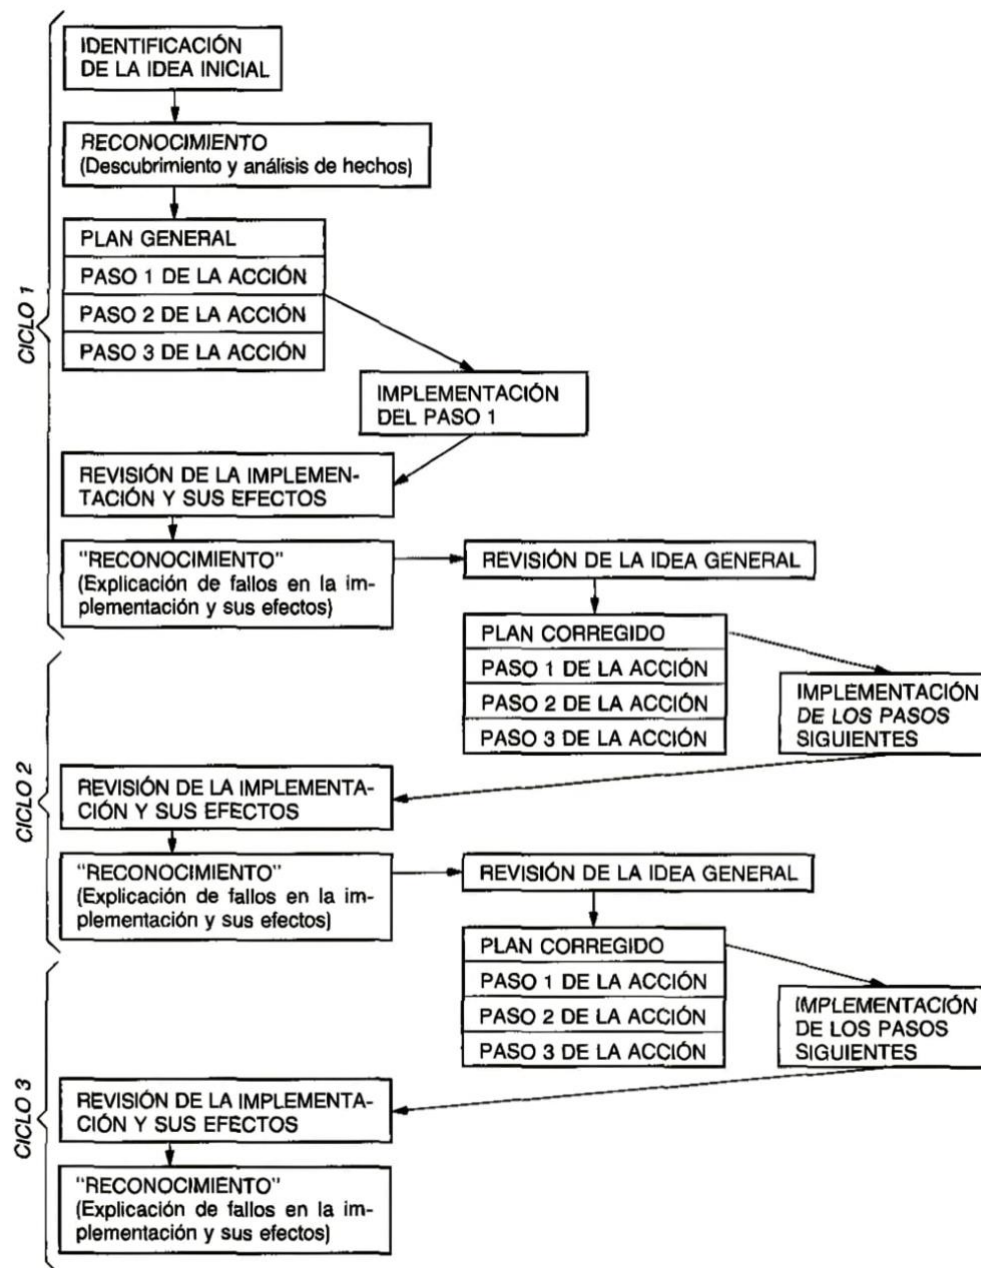 CICLO 1
IDENTIFICACIÓN
DE LA IDEA INICIAL
RECONOCIMIENTO
(Descubrimiento y análisis de hechos)
PLAN GENERAL
PASO 1 DE LA ACCIÓN
PASO 2 DE LA ACCIÓN
PASO 3 DE LA ACCIÓN
IMPLEMENTACIÓN
DEL PASO 1
REVISIÓN DE LA IMPLEMEN-
TACIÓN Y SUS EFECTOS
"RECONOCIMIENTO"
(Explicación de fallos en la im-
plementación y sus efectos)
REVISIÓN DE LA IDEA GENERAL
CICLO 2
PLAN CORREGIDO
PASO 1 DE LA ACCIÓN
PASO 2 DE LA ACCIÓN
PASO 3 DE LA ACCIÓN
IMPLEMENTACIÓN
DE LOS PASOS
SIGUIENTES
REVISIÓN DE LA IMPLEMENTA-
CIÓN Y SUS EFECTOS
"RECONOCIMIENTO"
(Explicación de fallos en la im-
plementación y sus efectos)
REVISIÓN DE LA IDEA GENERAL
CICLO 3
PLAN CORREGIDO
PASO 1 DE LA ACCIÓN
PASO 2 DE LA ACCIÓN
PASO 3 DE LA ACCIÓN
IMPLEMENTACIÓN
DE LOS PASOS
SIGUIENTES
REVISIÓN DE LA IMPLEMENTA-
CIÓN Y SUS EFECTOS
"RECONOCIMIENTO"
(Explicación de fallos en la im-
plementación y sus efectos)